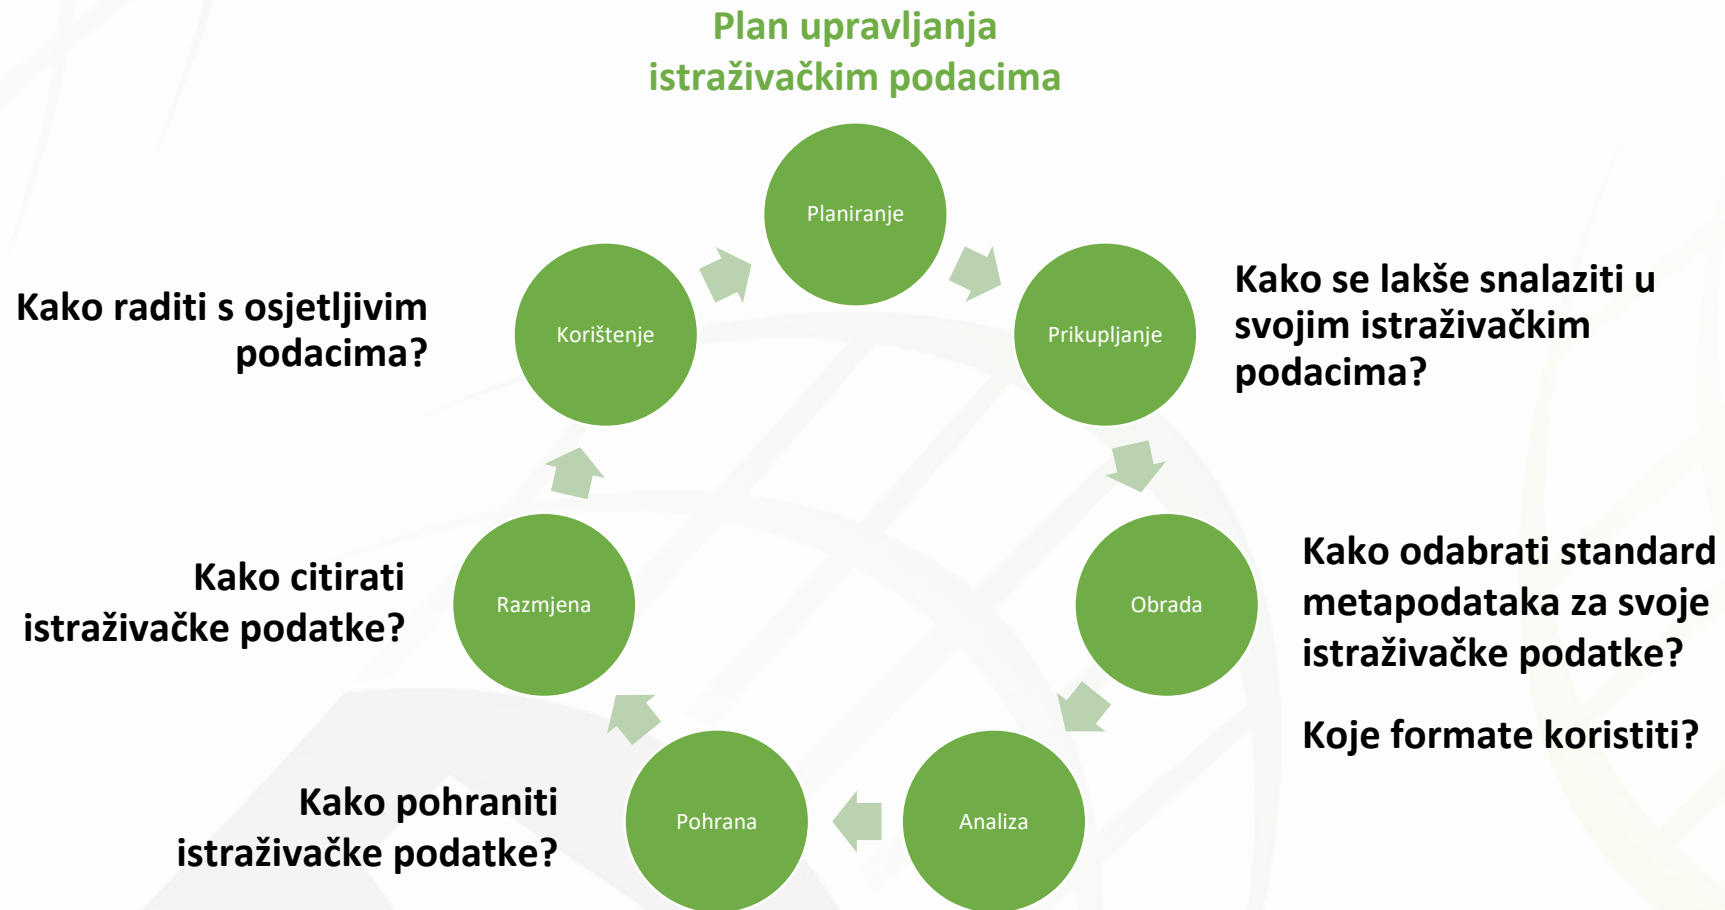 Plan upravljanja
istraživačkim podacima
Planiranje
Prikupljanje
Kako se lakše snalaziti u
svojim istraživačkim
podacima?
Obrada
Kako odabrati standard
metapodataka za svoje
istraživačke podatke?
Koje formate koristiti?
Analiza
Pohrana
Kako pohraniti
istraživačke podatke?
Razmjena
Kako citirati
istraživačke podatke?
Korištenje
Kako raditi s osjetljivim
podacima?